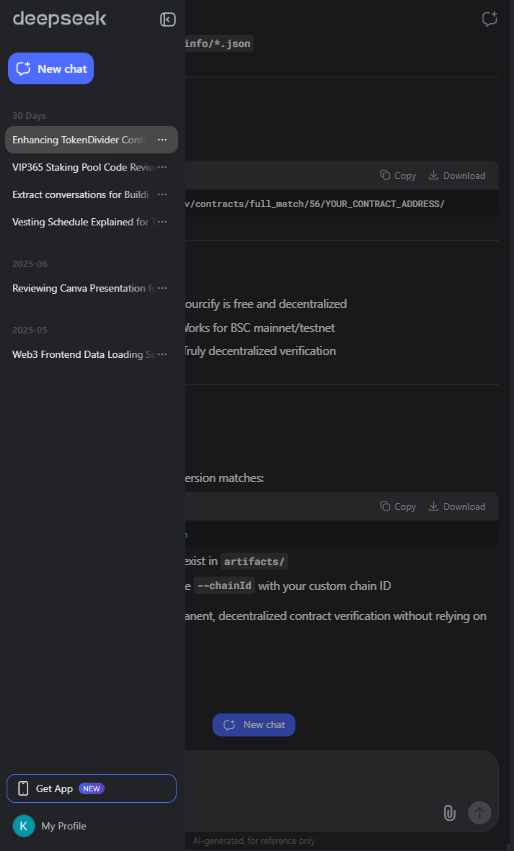 deepseek
New chat
30 Days
Enhancing TokenDivider Cont
VIP365 Staking Pool Code Revie
Extract conversations for Buildi
Vesting Schedule Explained for
2025-06
Reviewing Canva Presentation fo
2025-05
Web3 Frontend Data Loading So
Get App NEW
K My Profile
info/*.json
Copy Download
v/contracts/full_match/56/YOUR_CONTRACT_ADDRESS/
ourcify is free and decentralized
Works for BSC mainnet/testnet
Truly decentralized verification
ersion matches:
Copy Download
n
exist in artifacts/
e --chainId with your custom chain ID
anent, decentralized contract verification without relying on
New chat
AI-generated, for reference only